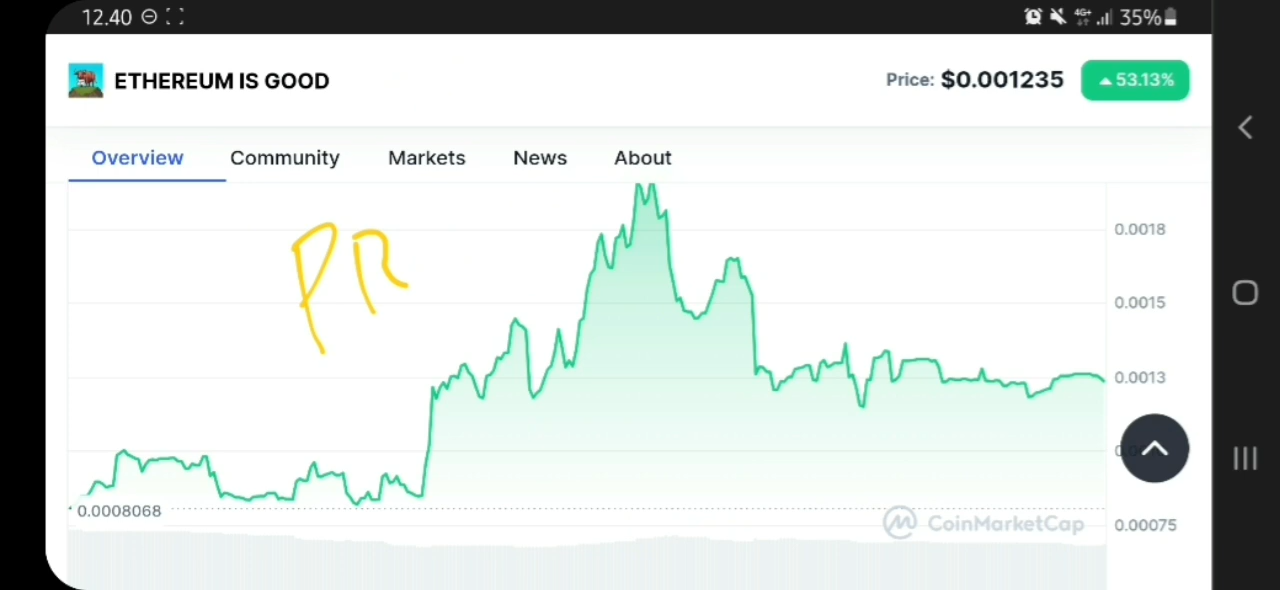 12.40
4G+ 35%
ETHEREUM IS GOOD
Price: $0.001235 53.13%
Overview Community Markets News About
PR
0.0018
0.0015
0.0013
0.0008068
CoinMarketCap
0.00075